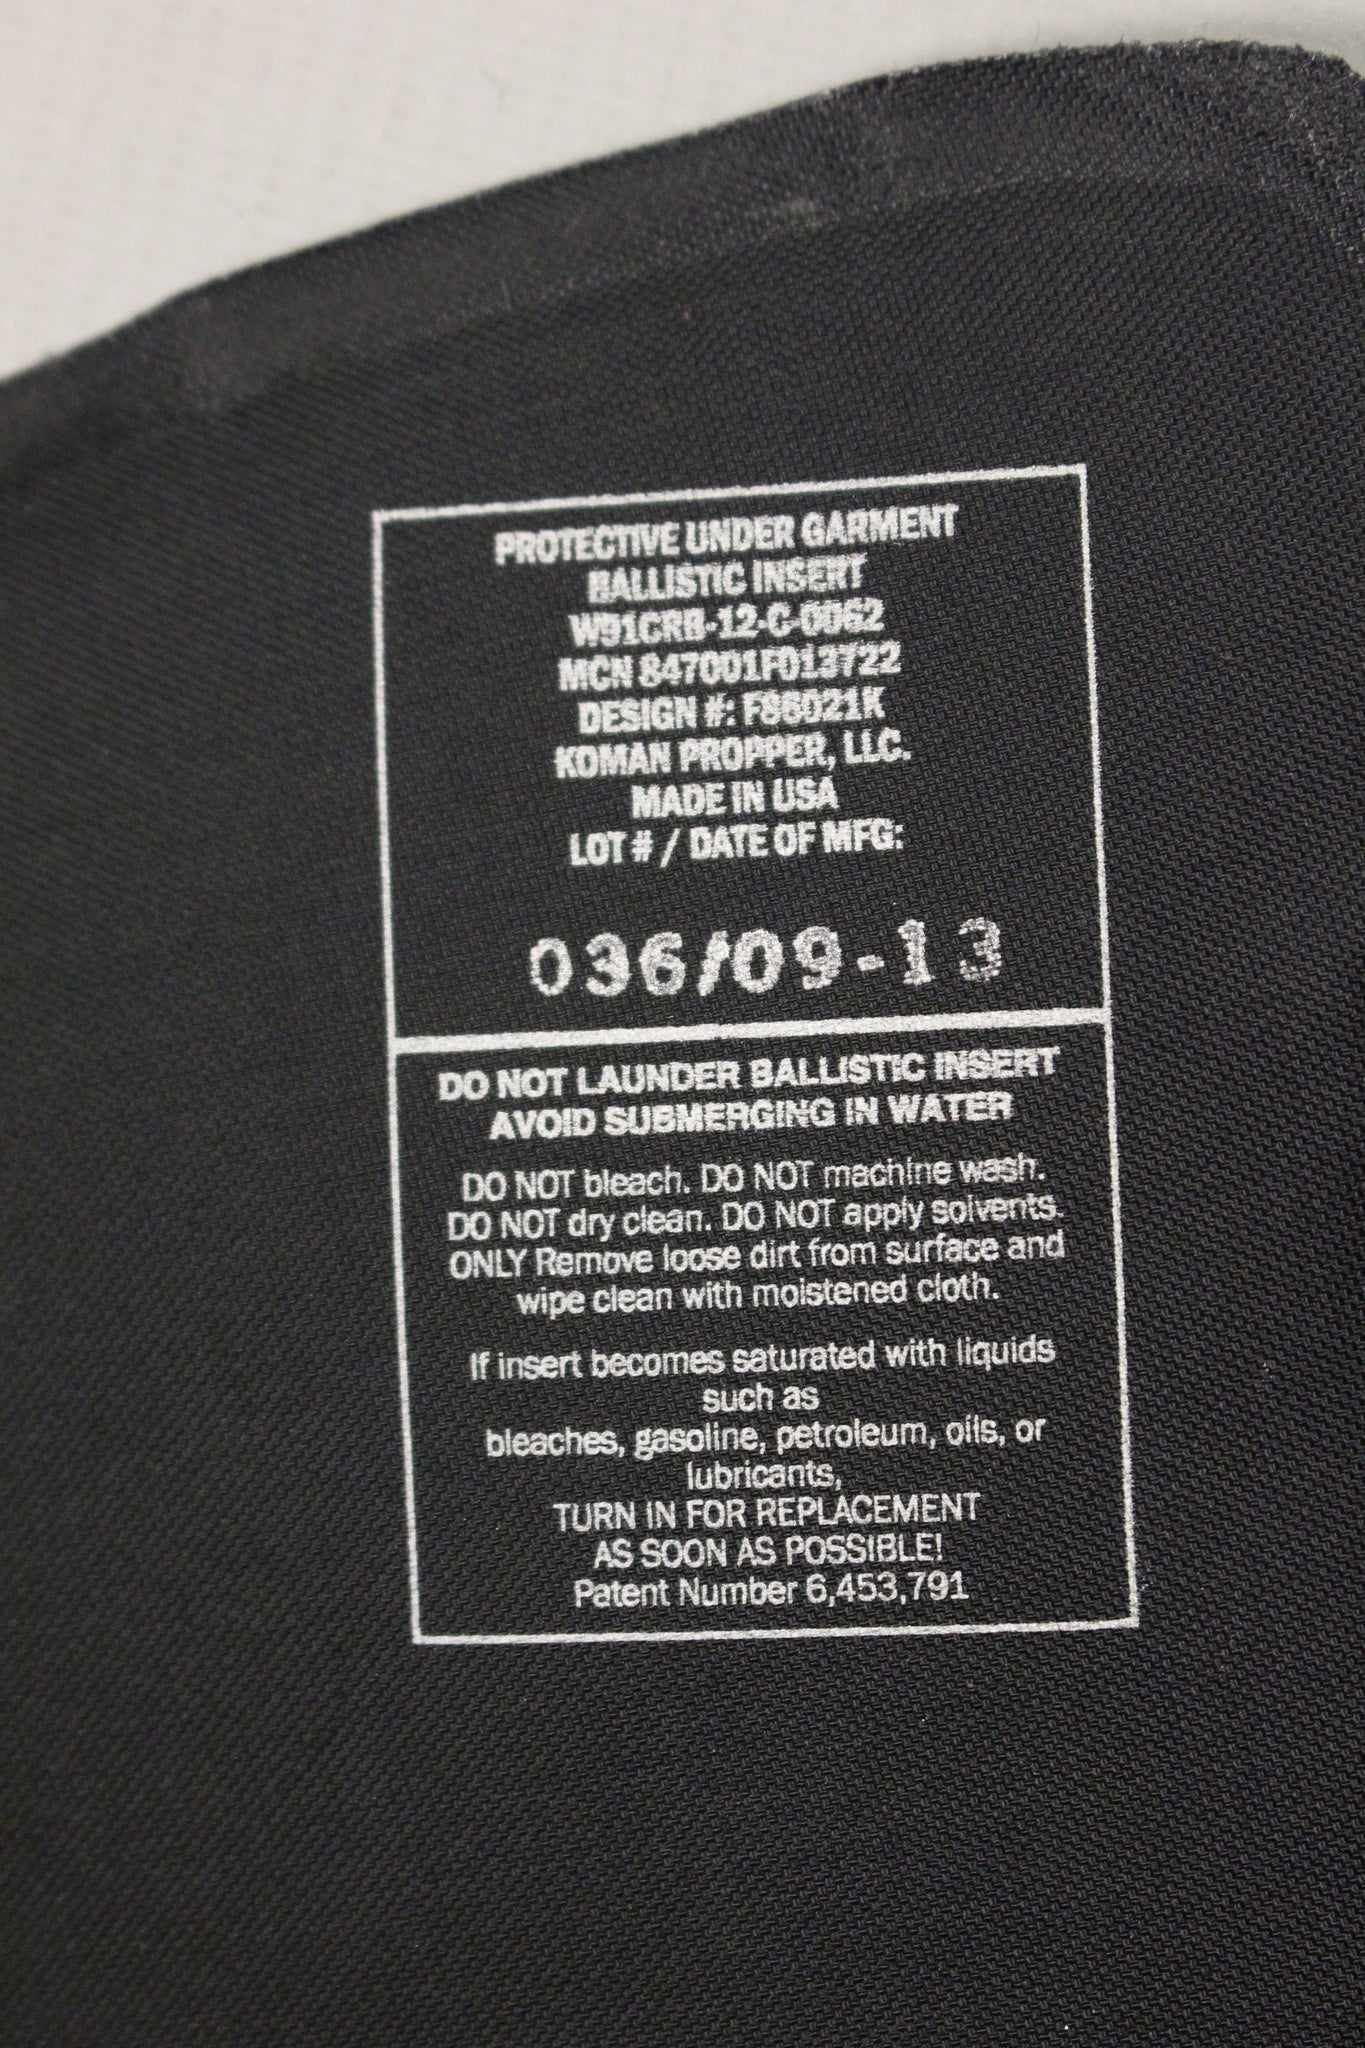 PROTECTIVE UNDER GARMENT
BALLISTIC INSERT
W91CRB-12-C-0062
MCN 847001F013722
DESIGN #: F86021K
KOMAN PROPPER, LLC.
MADE IN USA
LOT # / DATE OF MFG:
036/09-13
DO NOT LAUNDER BALLISTIC INSERT
AVOID SUBMERGING IN WATER
DO NOT bleach. DO NOT machine wash.
DO NOT dry clean. DO NOT apply solvents.
ONLY Remove loose dirt from surface and
wipe clean with moistened cloth.
If insert becomes saturated with liquids
such as
bleaches, gasoline, petroleum, oils, or
lubricants,
TURN IN FOR REPLACEMENT
AS SOON AS POSSIBLE!
Patent Number 6,453,791